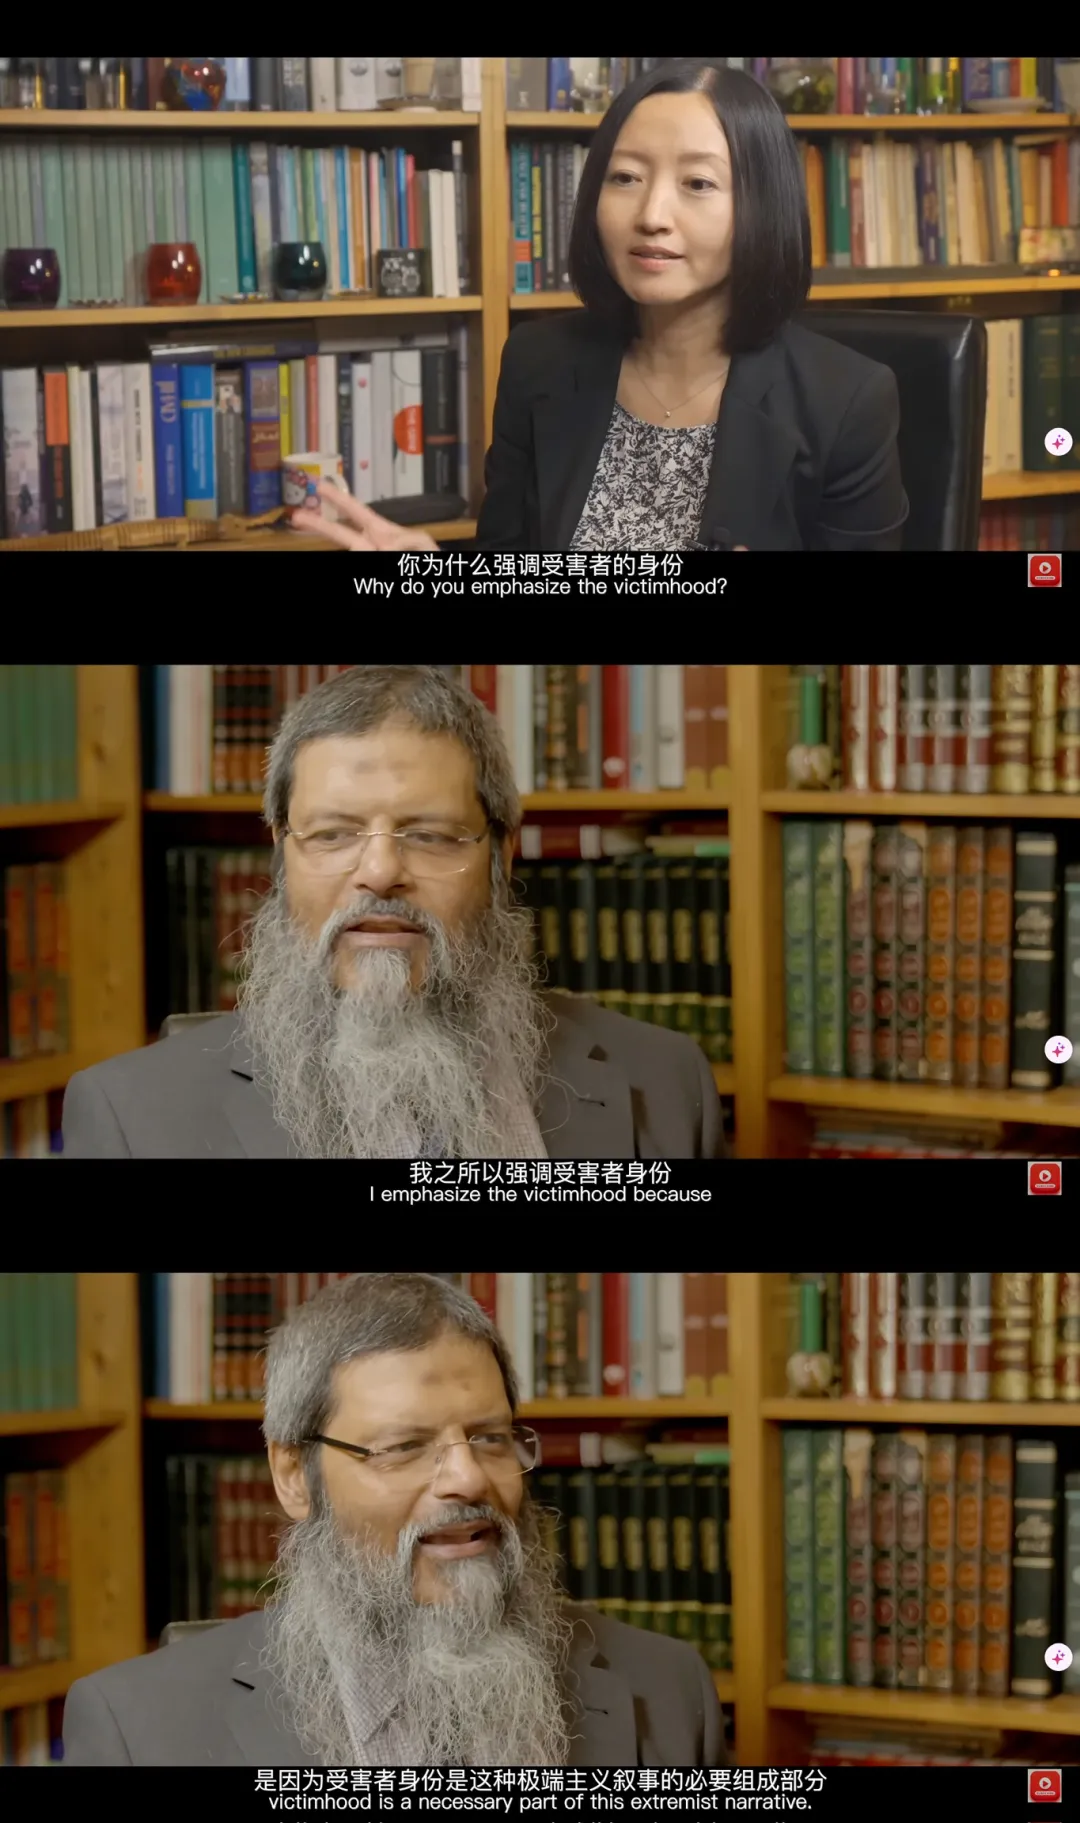 你为什么强调受害者的身份
Why do you emphasize the victimhood?
我之所以强调受害者身份
I emphasize the victimhood because
是因为受害者身份是这种极端主义叙事的必要组成部分
victimhood is a necessary part of this extremist narrative.